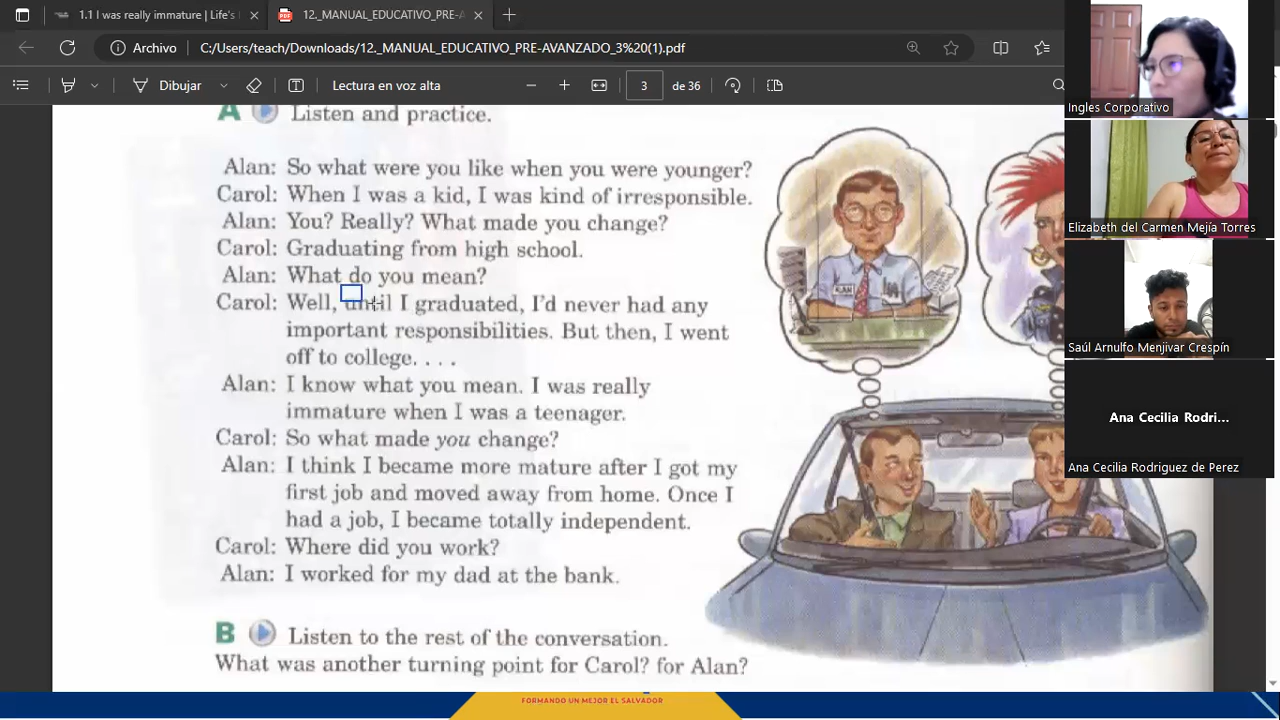 1.1 I was really immature | Life's
12._MANUAL_EDUCATIVO_PRE-A
Archivo
C:/Users/teach/Downloads/12._MANUAL_EDUCATIVO_PRE-AVANZADO_3%20(1).pdf
Dibujar
Lectura en voz alta
3
de 36
A Listen and practice.
Alan: So what were you like when you were younger?
Carol: When I was a kid, I was kind of irresponsible.
Alan: You? Really? What made you change?
Carol: Graduating from high school.
Alan: What do you mean?
Carol: Well, until I graduated, I'd never had any
important responsibilities. But then, I went
off to college. . . .
Alan: I know what you mean. I was really
immature when I was a teenager.
Carol: So what made you change?
Alan: I think I became more mature after I got my
first job and moved away from home. Once I
had a job, I became totally independent.
Carol: Where did you work?
Alan: I worked for my dad at the bank.
B Listen to the rest of the conversation.
What was another turning point for Carol? for Alan?
ALAN
FORMANDO UN MEJOR EL SALVADOR
Ingles Corporativo
Elizabeth del Carmen Mejía Torres
Saúl Arnulfo Menjivar Crespín
Ana Cecilia Rodri...
Ana Cecilia Rodriguez de Perez